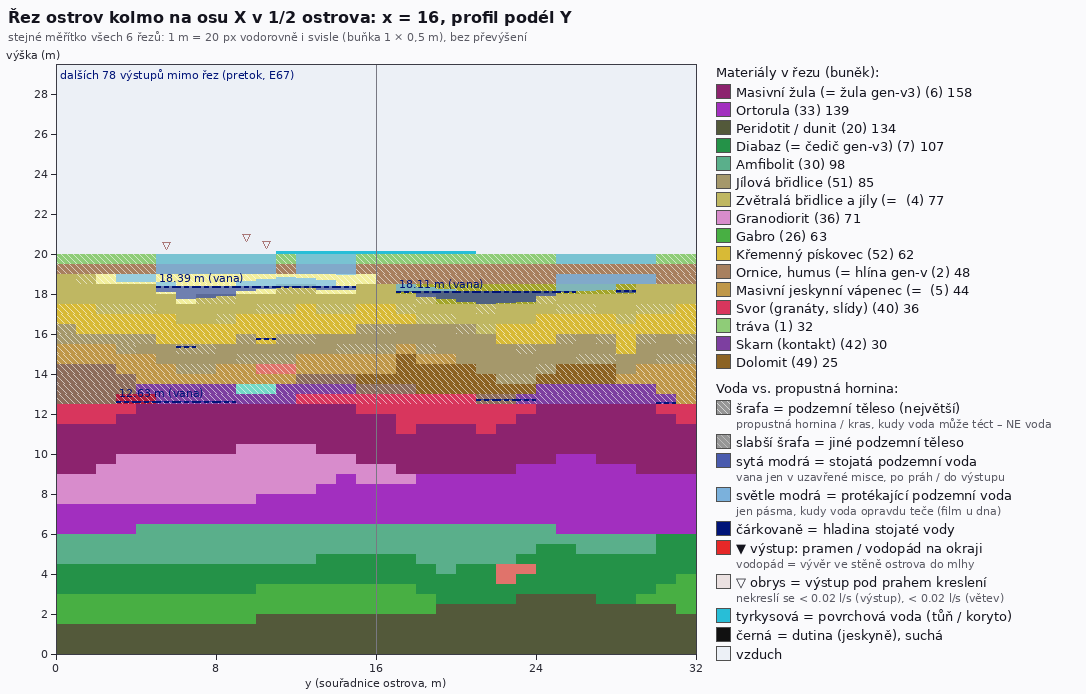 Řez ostrov kolmo na osu X v 1/2 ostrova: x = 16, profil podél Y
stejné měřítko všech 6 řezů: 1 m = 20 px vodorovně i svisle (buňka 1 × 0,5 m), bez převýšení
výška (m)
dalších 78 výstupů mimo řez (pretok, E67)
28
26
24
22
20
18
16
14
12
10
8
6
4
2
0
18.39 m (vana)
18.11 m (vana)
12.63 m (vana)
0
8
16
24
32
y (souřadnice ostrova, m)
Materiály v řezu (buněk):
Masivní žula (= žula gen-v3) (6) 158
Ortorula (33) 139
Peridotit / dunit (20) 134
Diabaz (= čedič gen-v3) (7) 107
Amfibolit (30) 98
Jílová břidlice (51) 85
Zvětralá břidlice a jíly (= (4) 77
Granodiorit (36) 71
Gabro (26) 63
Křemenný pískovec (52) 62
Ornice, humus (= hlína gen-v (2) 48
Masivní jeskynní vápenec (= (5) 44
Svor (granáty, slídy) (40) 36
tráva (1) 32
Skarn (kontakt) (42) 30
Dolomit (49) 25
Voda vs. propustná hornina:
šrafa = podzemní těleso (největší)
propustná hornina / kras, kudy voda může téct – NE voda
slabší šrafa = jiné podzemní těleso
sytá modrá = stojatá podzemní voda
vana jen v uzavřené misce, po práh / do výstupu
světle modrá = protékající podzemní voda
jen pásma, kudy voda opravdu teče (film u dna)
čárkovaně = hladina stojaté vody
▼ výstup: pramen / vodopád na okraji
vodopád = vývěr ve stěně ostrova do mlhy
▽ obrys = výstup pod prahem kreslení
nekreslí se < 0.02 l/s (výstup), < 0.02 l/s (větev)
tyrkysová = povrchová voda (tůň / koryto)
černá = dutina (jeskyně), suchá
vzduch